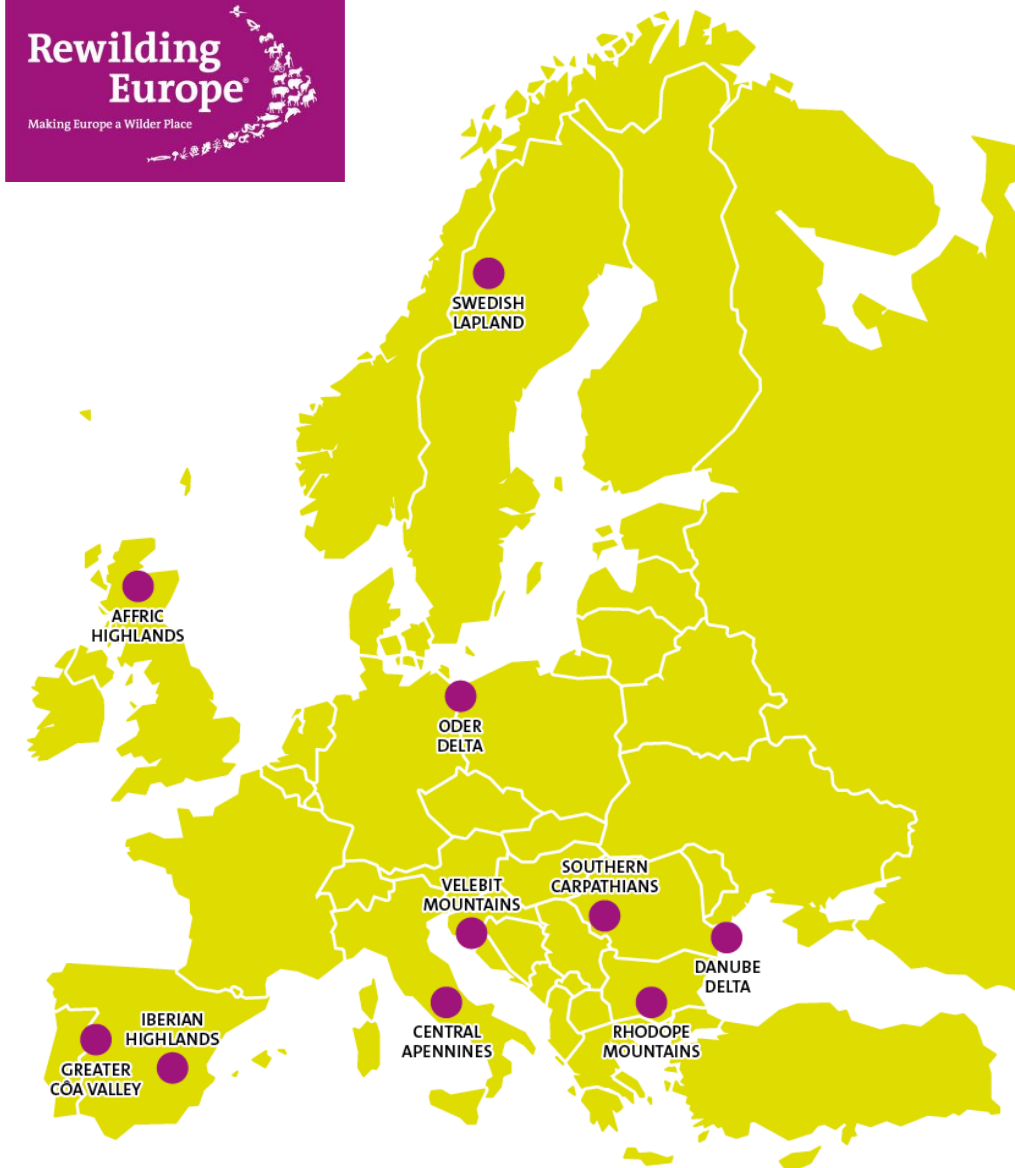 Rewilding
Europe®
Making Europe a Wilder Place
SWEDISH
LAPLAND
AFFRIC
HIGHLANDS
ODER
DELTA
SOUTHERN
CARPATHIANS
VELEBIT
MOUNTAINS
DANUBE
DELTA
IBERIAN
HIGHLANDS
CENTRAL
APENNINES
RHODOPE
MOUNTAINS
GREATER
CÔA VALLEY